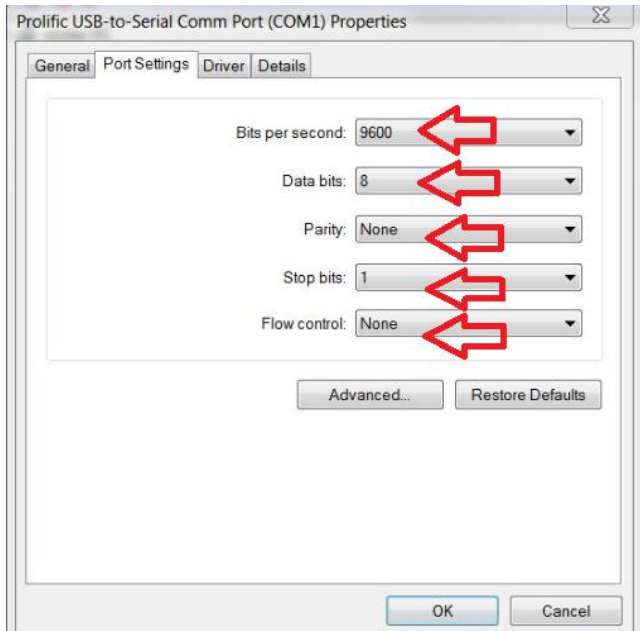 Prolific USB-to-Serial Comm Port (COM1) Properties
General Port Settings Driver Details
Bits per second: 9600
Data bits: 8
Parity: None
Stop bits: 1
Flow control: None
Advanced... Restore Defaults
OK Cancel